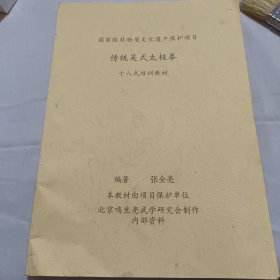 国家级非物质文化遗产保护项目
传统吴式太极拳
十八式培训教材
编著 张全亮
本教材由项目保护单位
北京鸣生亮武学研究会制作
内部资料